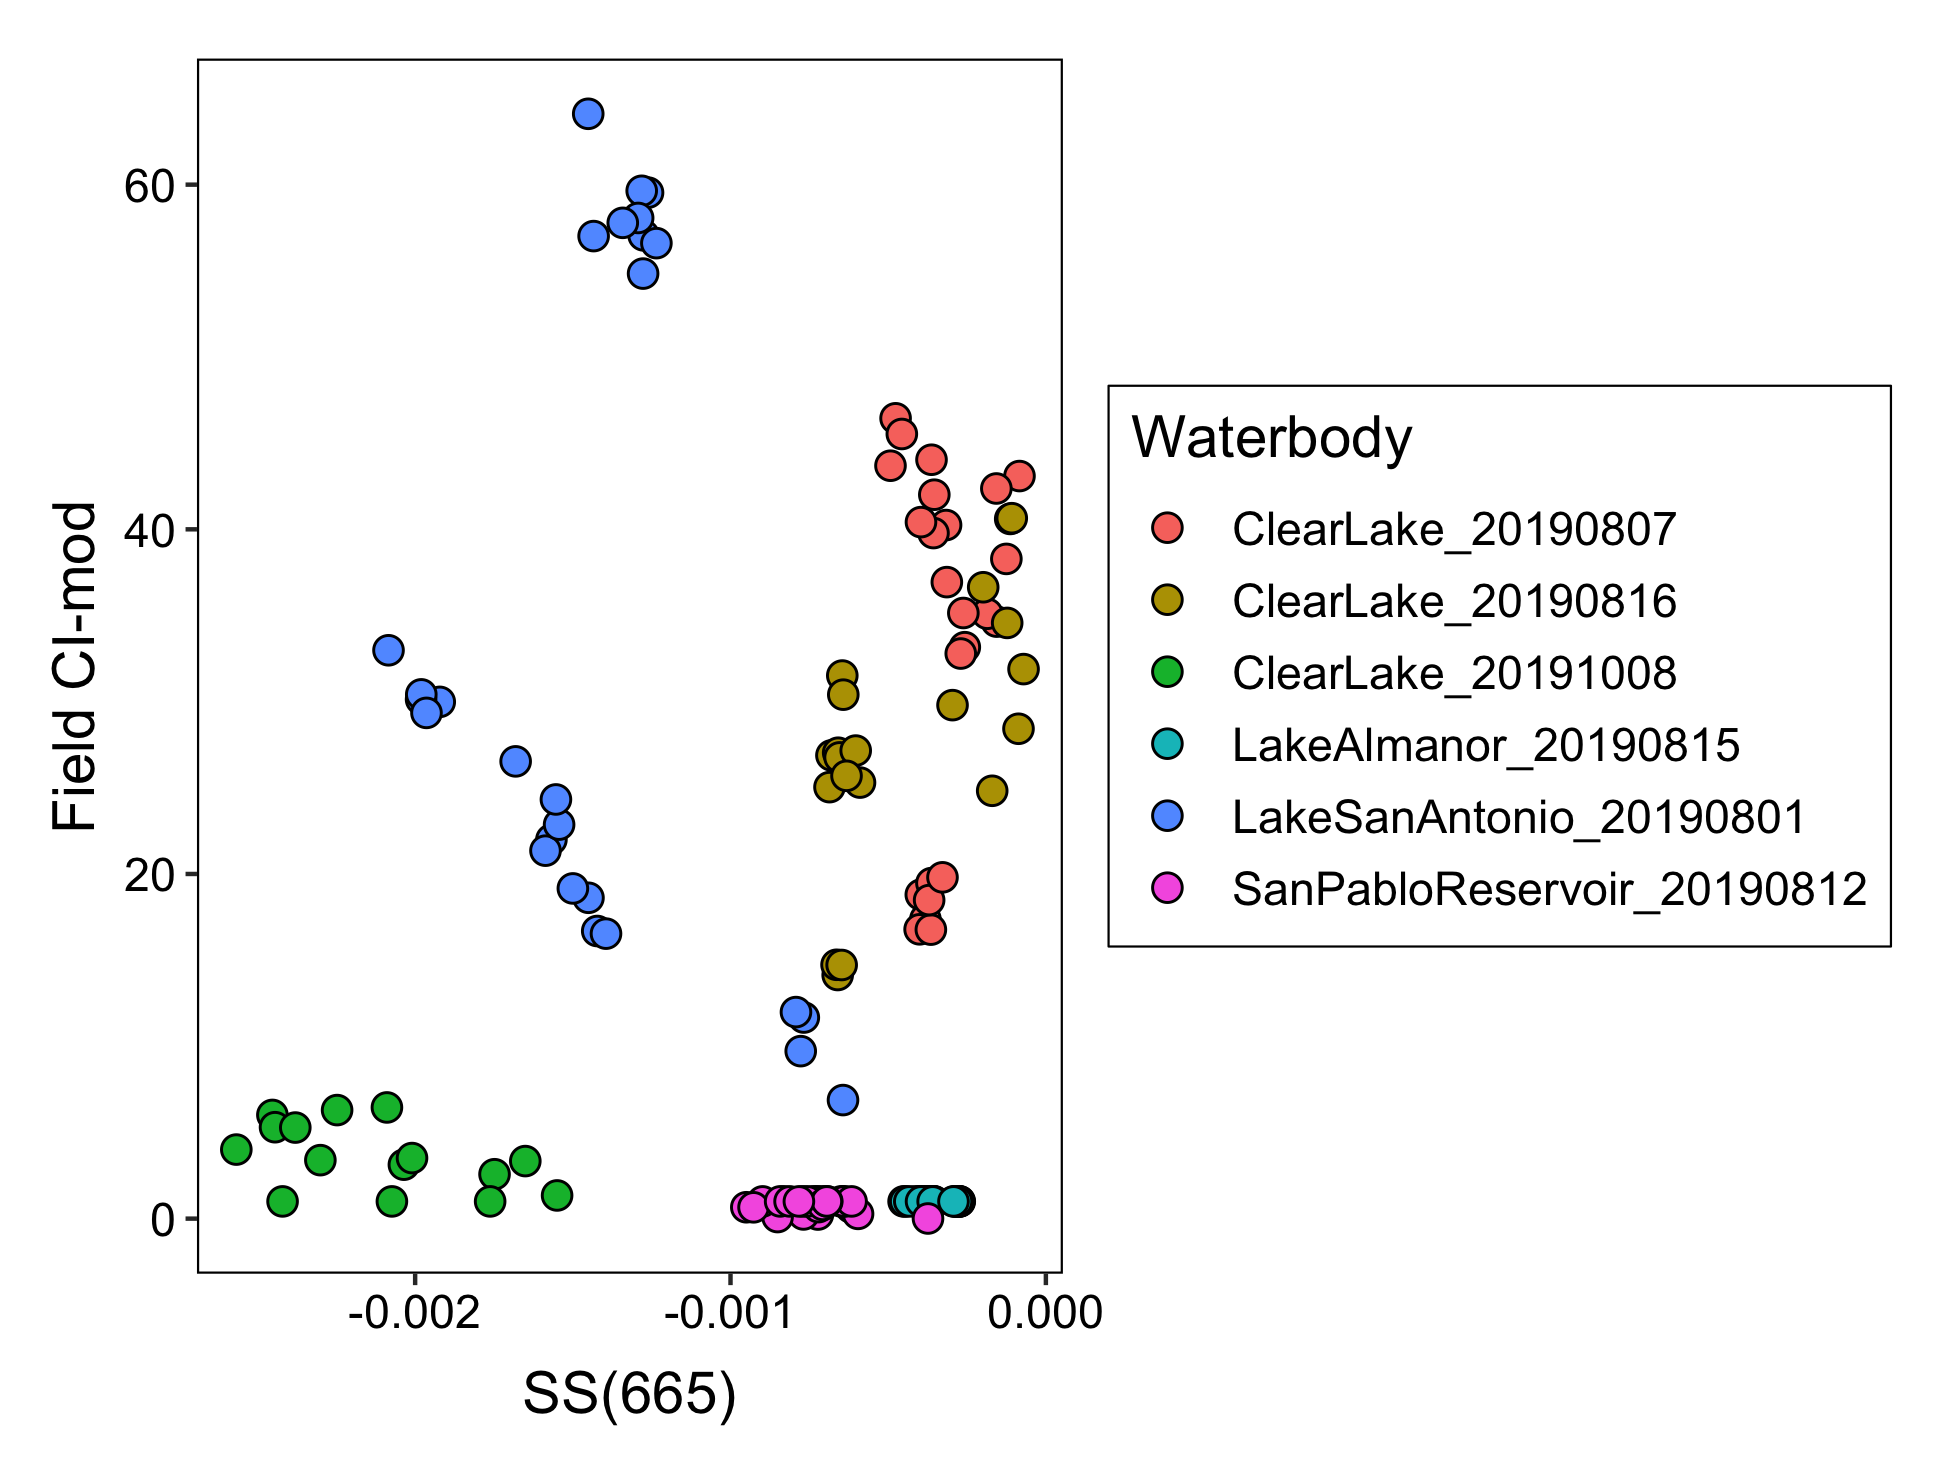 60
40
20
0
Field CI-mod
-0.002
-0.001
0.000
SS(665)
Waterbody
ClearLake_20190807
ClearLake_20190816
ClearLake_20191008
LakeAlmanor_20190815
LakeSanAntonio_20190801
SanPabloReservoir_20190812